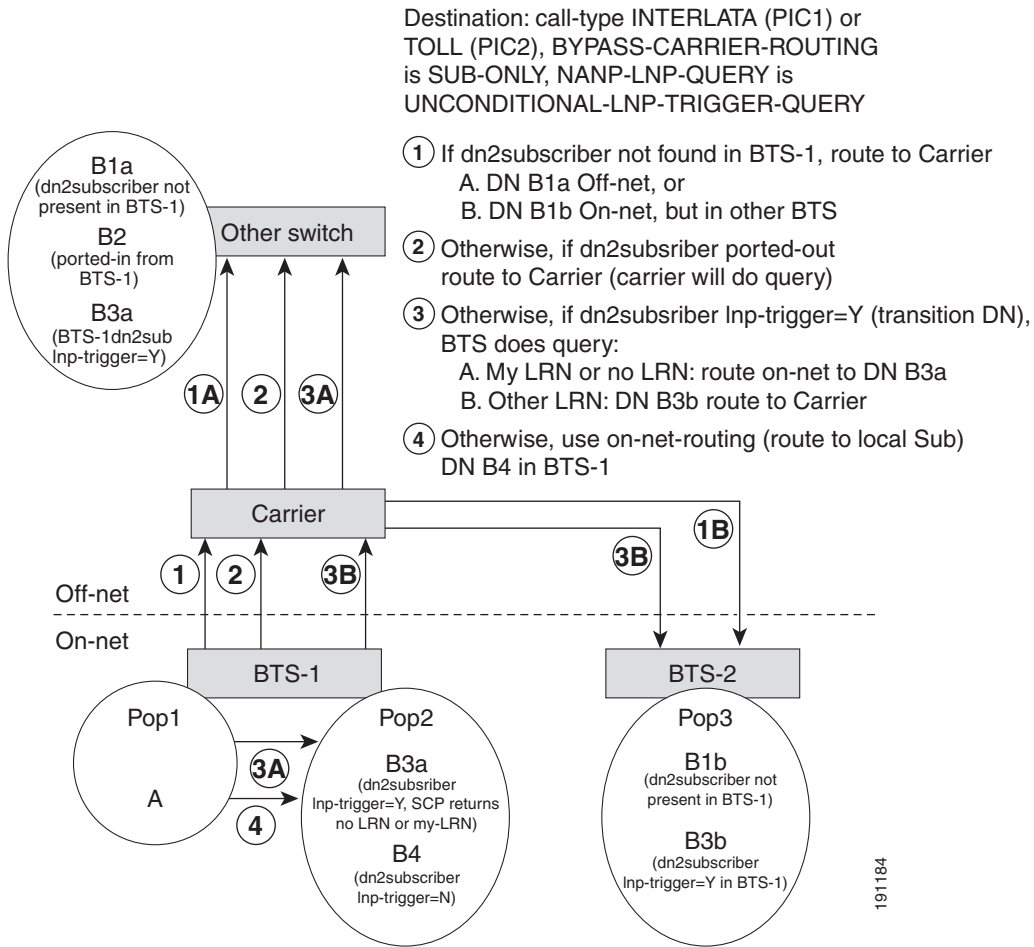 Destination: call-type INTERLATA (PIC1) or
TOLL (PIC2), BYPASS-CARRIER-ROUTING
is SUB-ONLY, NANP-LNP-QUERY is
UNCONDITIONAL-LNP-TRIGGER-QUERY
1 If dn2subscriber not found in BTS-1, route to Carrier
A. DN B1a Off-net, or
B. DN B1b On-net, but in other BTS
2 Otherwise, if dn2subsriber ported-out
route to Carrier (carrier will do query)
3 Otherwise, if dn2subsriber lnp-trigger=Y (transition DN),
BTS does query:
A. My LRN or no LRN: route on-net to DN B3a
B. Other LRN: DN B3b route to Carrier
4 Otherwise, use on-net-routing (route to local Sub)
DN B4 in BTS-1
B1a
(dn2subscriber not
present in BTS-1)
B2
(ported-in from
BTS-1)
B3a
(BTS-1dn2sub
lnp-trigger=Y)
Other switch
1A
2
3A
Carrier
1
2
3B
3B
1B
Off-net
On-net
BTS-1
BTS-2
Pop1
A
3A
4
Pop2
B3a
(dn2subsriber
lnp-trigger=Y, SCP returns
no LRN or my-LRN)
B4
(dn2subscriber
lnp-trigger=N)
Pop3
B1b
(dn2subscriber not
present in BTS-1)
B3b
(dn2subscriber
lnp-trigger=Y in BTS-1)
191184